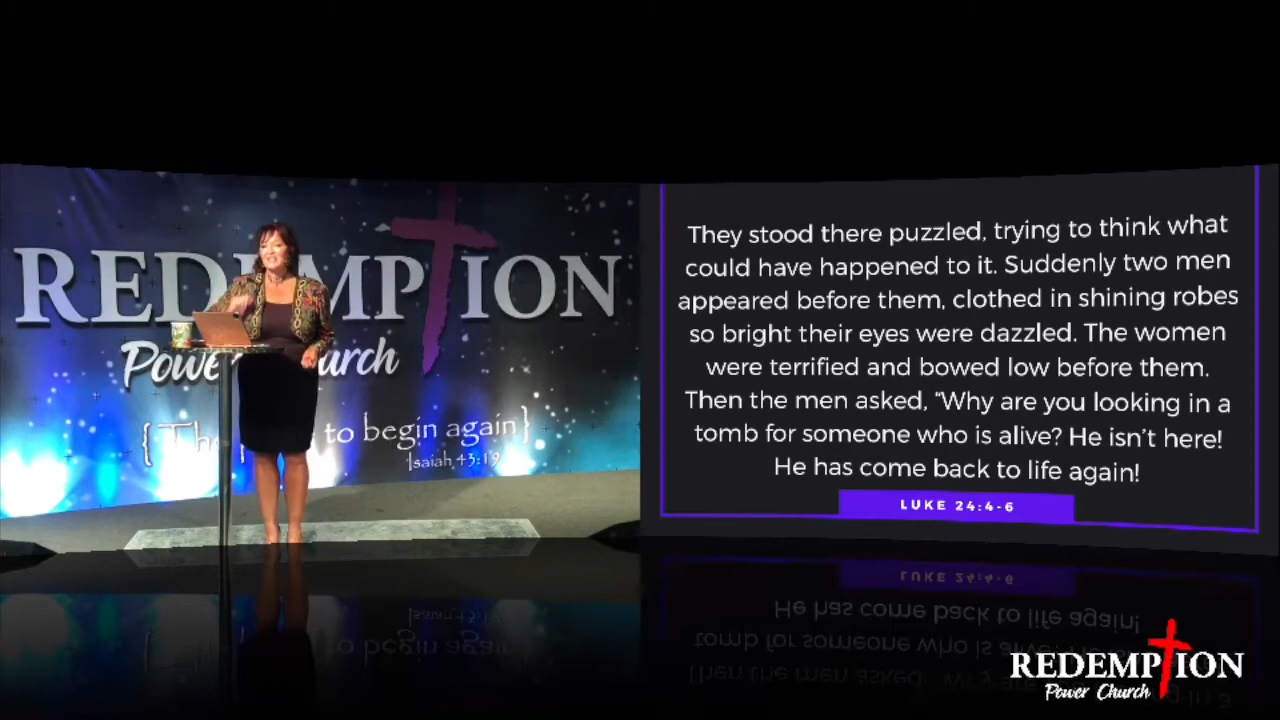 REDEMPTION
Power Church
to begin again}
Isaiah 43:19
They stood there puzzled, trying to think what
could have happened to it. Suddenly two men
appeared before them, clothed in shining robes
so bright their eyes were dazzled. The women
were terrified and bowed low before them.
Then the men asked, “Why are you looking in a
tomb for someone who is alive? He isn’t here!
He has come back to life again!
LUKE 24:4-6
REDEMPTION
Power Church